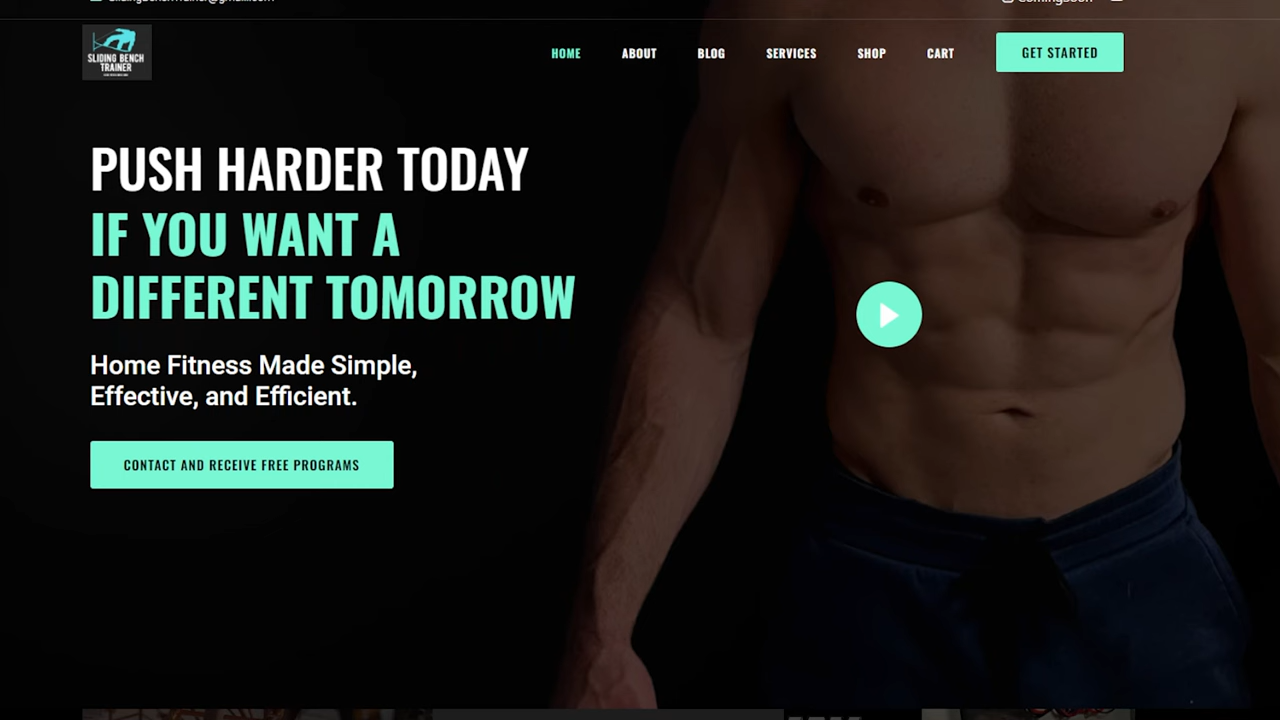 SLIDING BENCH
TRAINER
HOME ABOUT BLOG SERVICES SHOP CART GET STARTED
PUSH HARDER TODAY
IF YOU WANT A
DIFFERENT TOMORROW
Home Fitness Made Simple,
Effective, and Efficient.
CONTACT AND RECEIVE FREE PROGRAMS